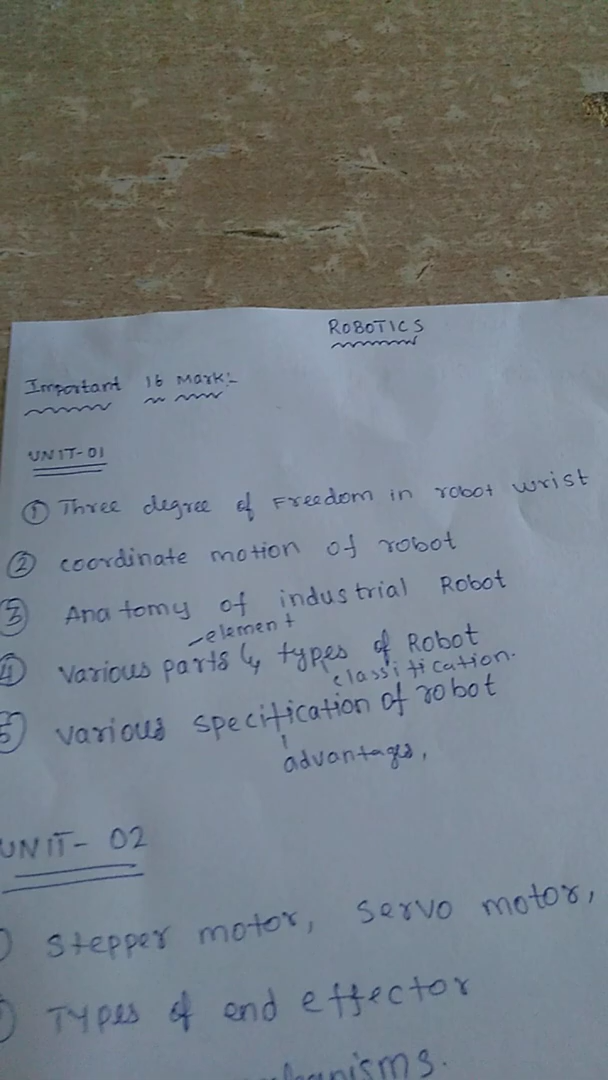 ROBOTICS
Important 16 Mark:-
UNIT-01
① Three degree of Freedom in robot wrist
② coordinate motion of robot
③ Anatomy of industrial Robot
- element
④ various parts & types of Robot
classification.
⑤ various specification of robot
advantages,
UNIT- 02
stepper motor, servo motor,
Types of end effector